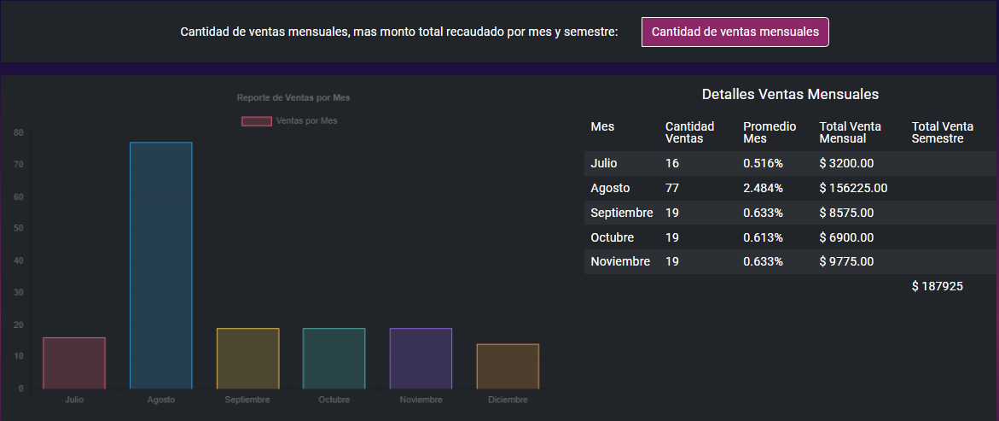 Cantidad de ventas mensuales, mas monto total recaudado por mes y semestre:
Cantidad de ventas mensuales
Reporte de Ventas por Mes
Ventas por Mes
80
70
60
50
40
30
20
10
0
Julio
Agosto
Septiembre
Octubre
Noviembre
Diciembre
Detalles Ventas Mensuales
Mes Cantidad Ventas Promedio Mes Total Venta Mensual Total Venta Semestre
Julio 16 0.516% $ 3200.00
Agosto 77 2.484% $ 156225.00
Septiembre 19 0.633% $ 8575.00
Octubre 19 0.613% $ 6900.00
Noviembre 19 0.633% $ 9775.00
$ 187925